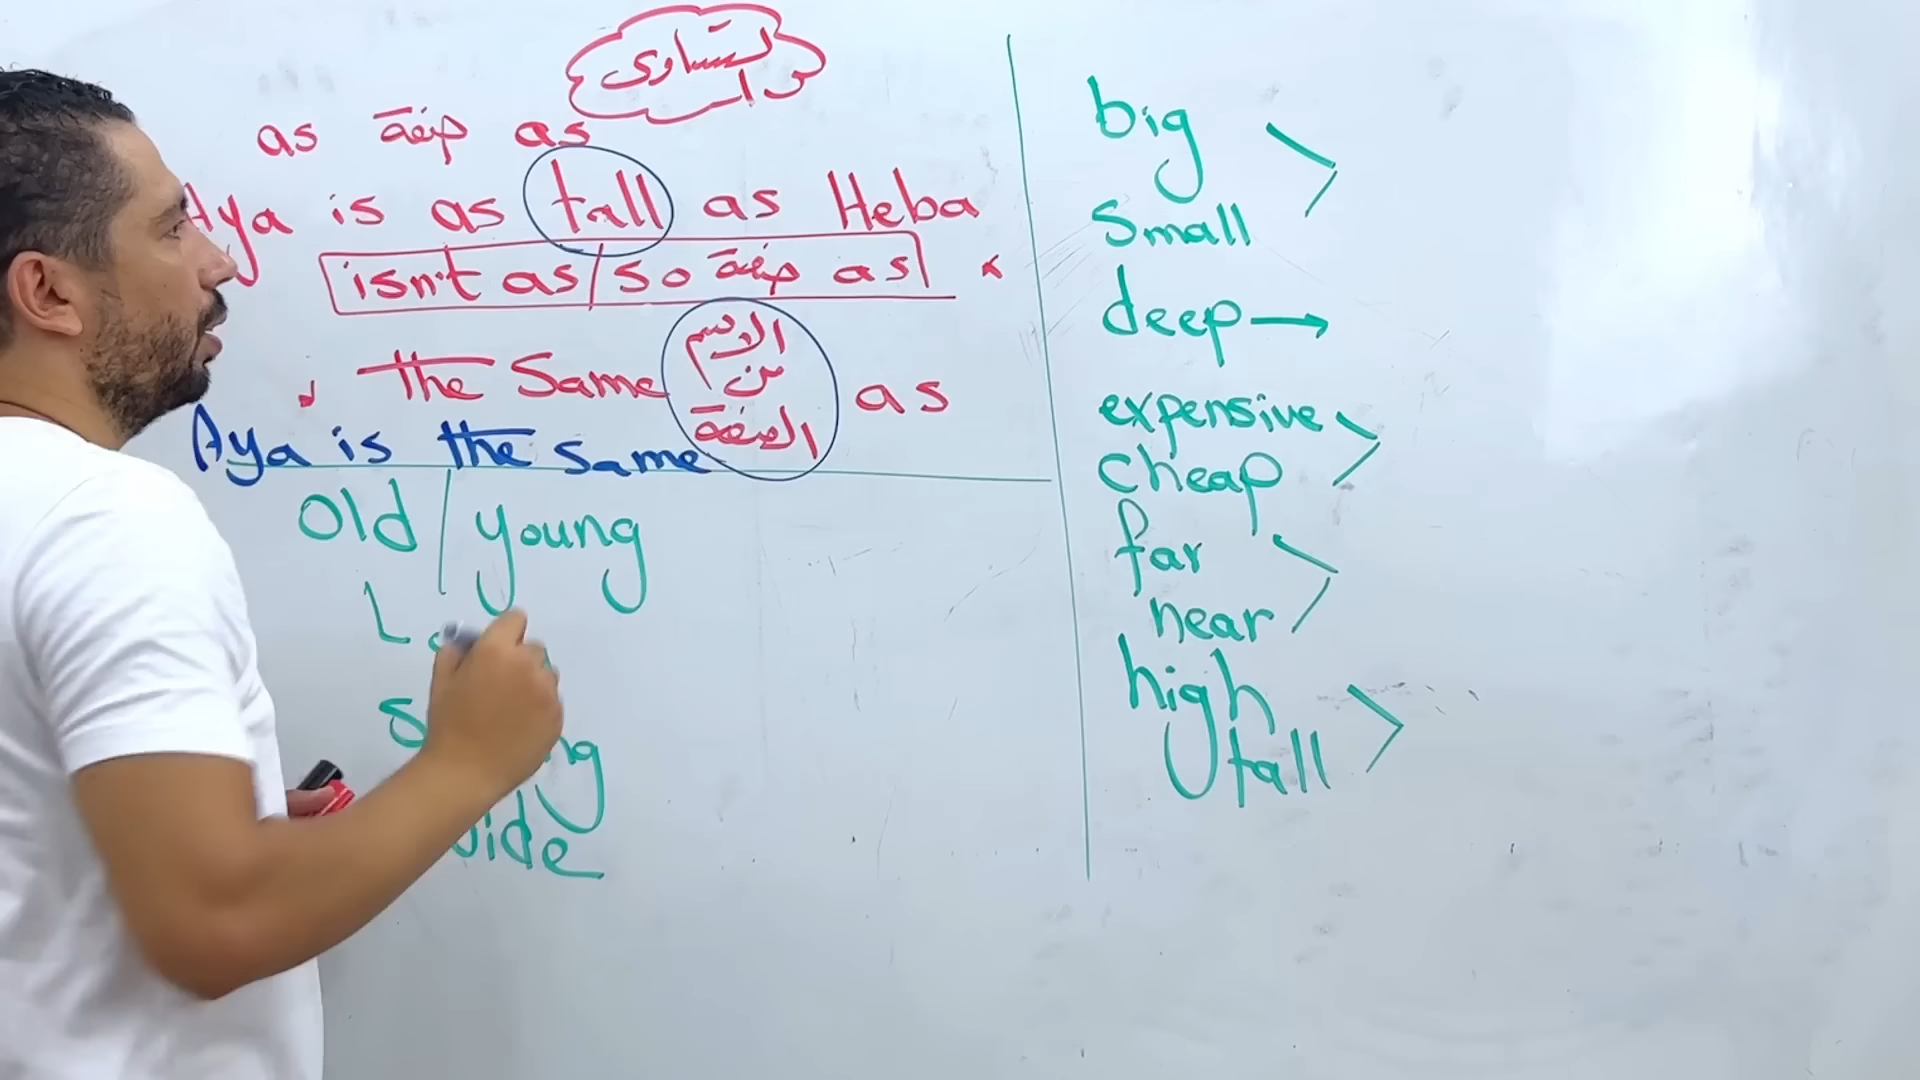 تساوى
as صفة as
Aya is as tall as Heba
isn't as/so صفة as
the Same الاسم من الصفة as
Aya is the same
Old / young
wide
big
Small
deep →
expensive
cheap
far
near
high
tall